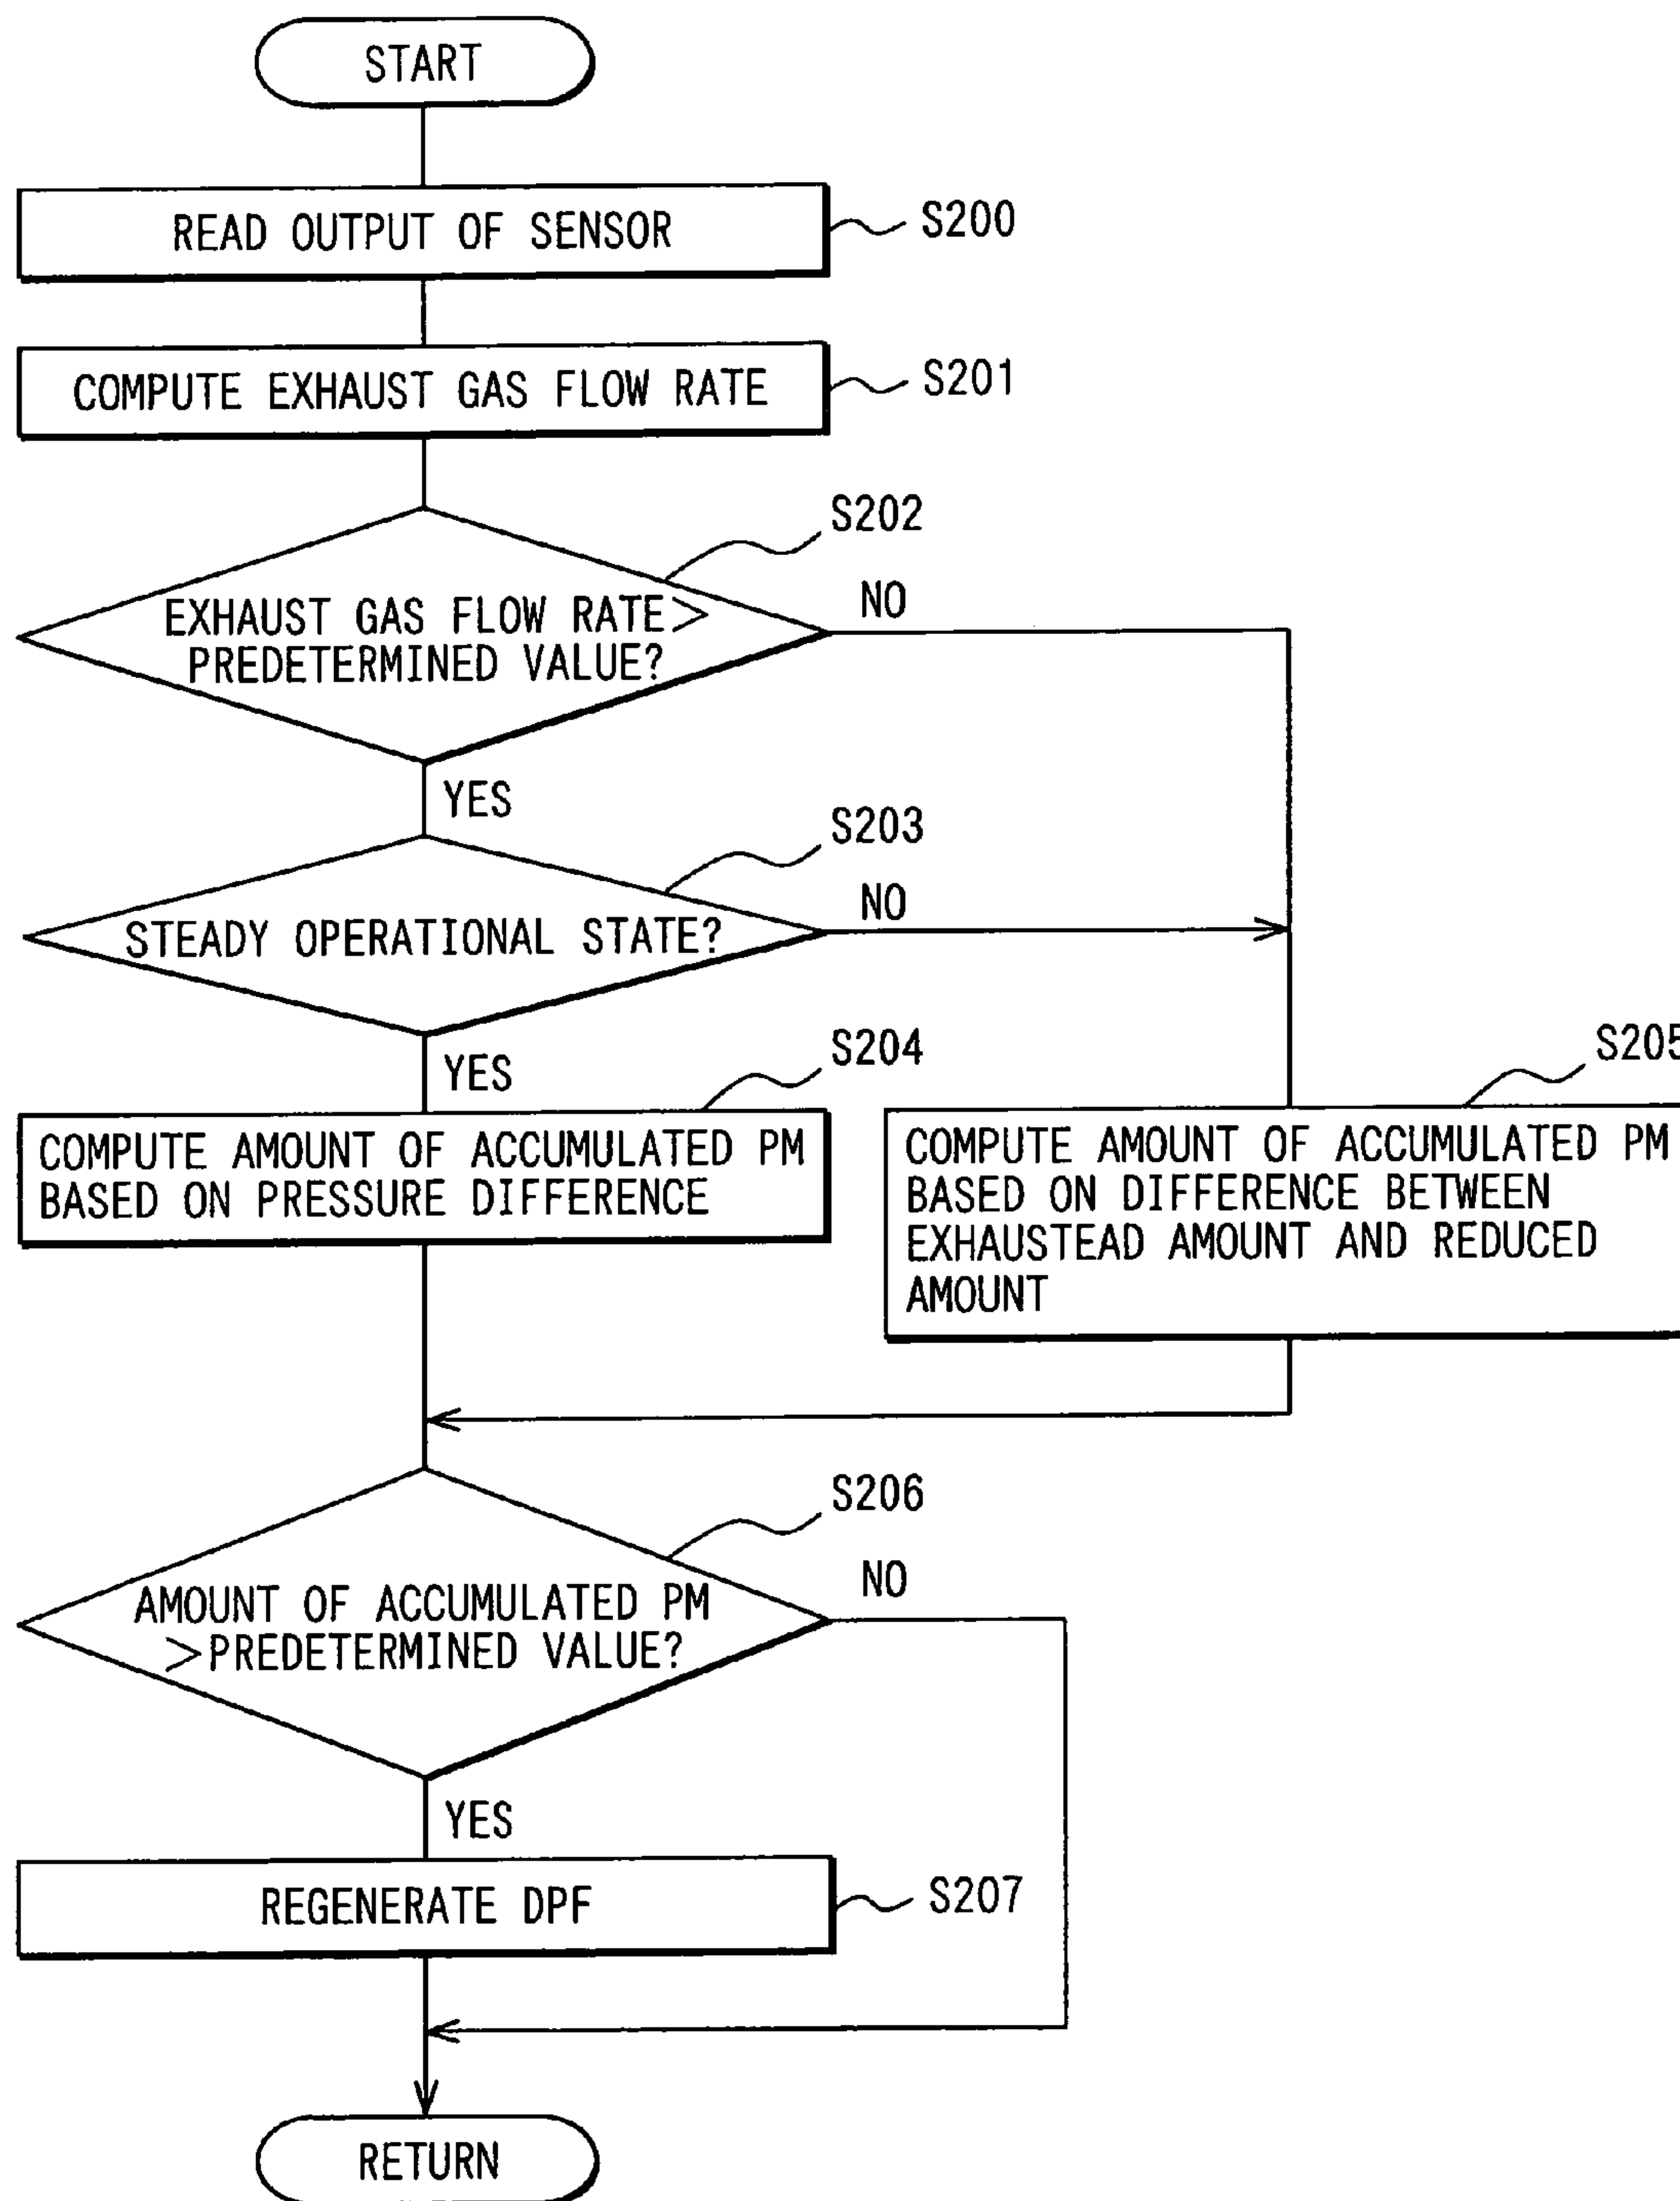 START
READ OUTPUT OF SENSOR
S200
COMPUTE EXHAUST GAS FLOW RATE
S201
S202
EXHAUST GAS FLOW RATE>
PREDETERMINED VALUE?
NO
YES
S203
STEADY OPERATIONAL STATE?
NO
YES
S204
COMPUTE AMOUNT OF ACCUMULATED PM
BASED ON PRESSURE DIFFERENCE
S205
COMPUTE AMOUNT OF ACCUMULATED PM
BASED ON DIFFERENCE BETWEEN
EXHAUSTEAD AMOUNT AND REDUCED
AMOUNT
S206
AMOUNT OF ACCUMULATED PM
>PREDETERMINED VALUE?
NO
YES
REGENERATE DPF
S207
RETURN